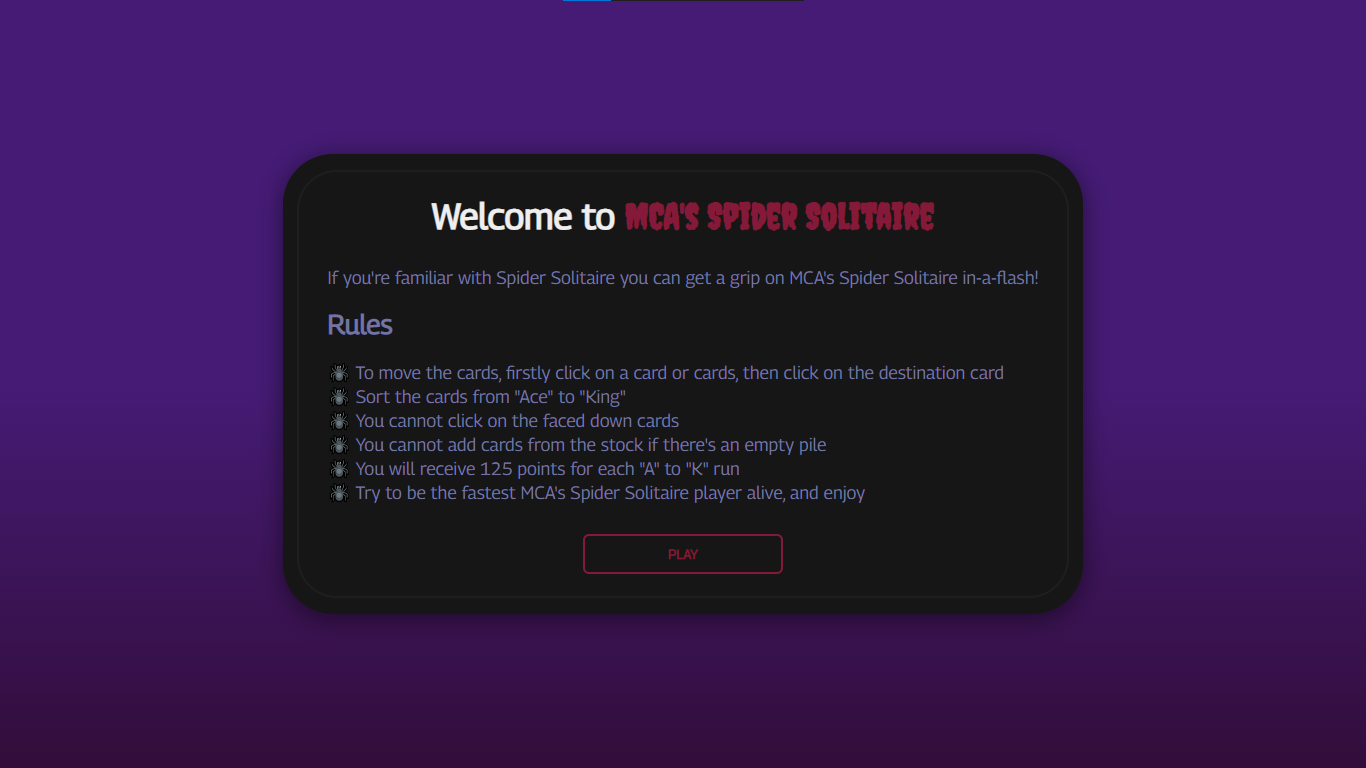 Welcome to MCA'S SPIDER SOLITAIRE
If you're familiar with Spider Solitaire you can get a grip on MCA's Spider Solitaire in-a-flash!
Rules
To move the cards, firstly click on a card or cards, then click on the destination card
Sort the cards from "Ace" to "King"
You cannot click on the faced down cards
You cannot add cards from the stock if there's an empty pile
You will receive 125 points for each "A" to "K" run
Try to be the fastest MCA's Spider Solitaire player alive, and enjoy
PLAY